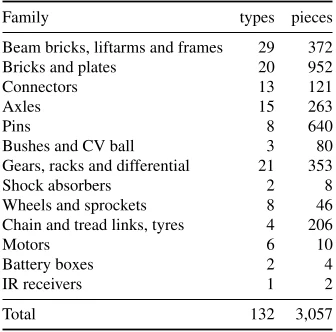 Family types pieces
Beam bricks, liftarms and frames 29 372
Bricks and plates 20 952
Connectors 13 121
Axles 15 263
Pins 8 640
Bushes and CV ball 3 80
Gears, racks and differential 21 353
Shock absorbers 2 8
Wheels and sprockets 8 46
Chain and tread links, tyres 4 206
Motors 6 10
Battery boxes 2 4
IR receivers 1 2
Total 132 3,057